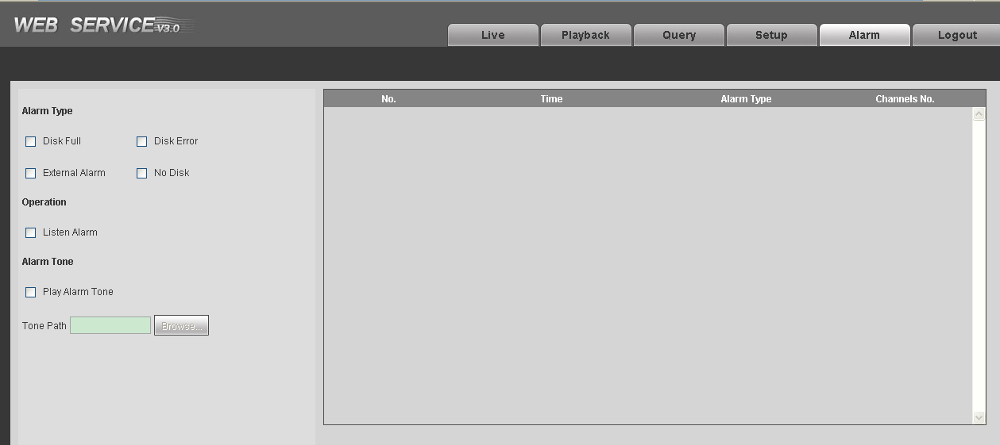 WEB SERVICE V3.0
Live Playback Query Setup Alarm Logout
No. Time Alarm Type Channels No.
Alarm Type
Disk Full Disk Error
External Alarm No Disk
Operation
Listen Alarm
Alarm Tone
Play Alarm Tone
Tone Path Browse...